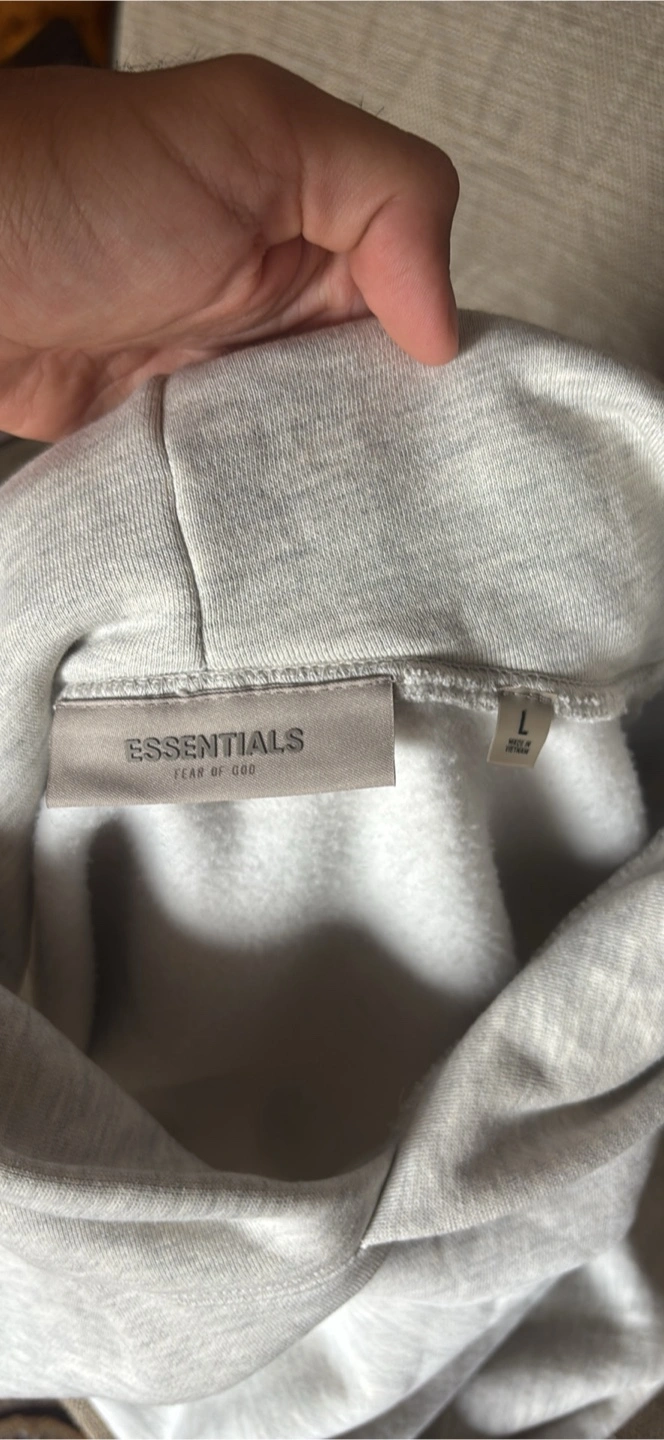 ESSENTIALS
FEAR OF GOD
L
MADE IN
VIETNAM